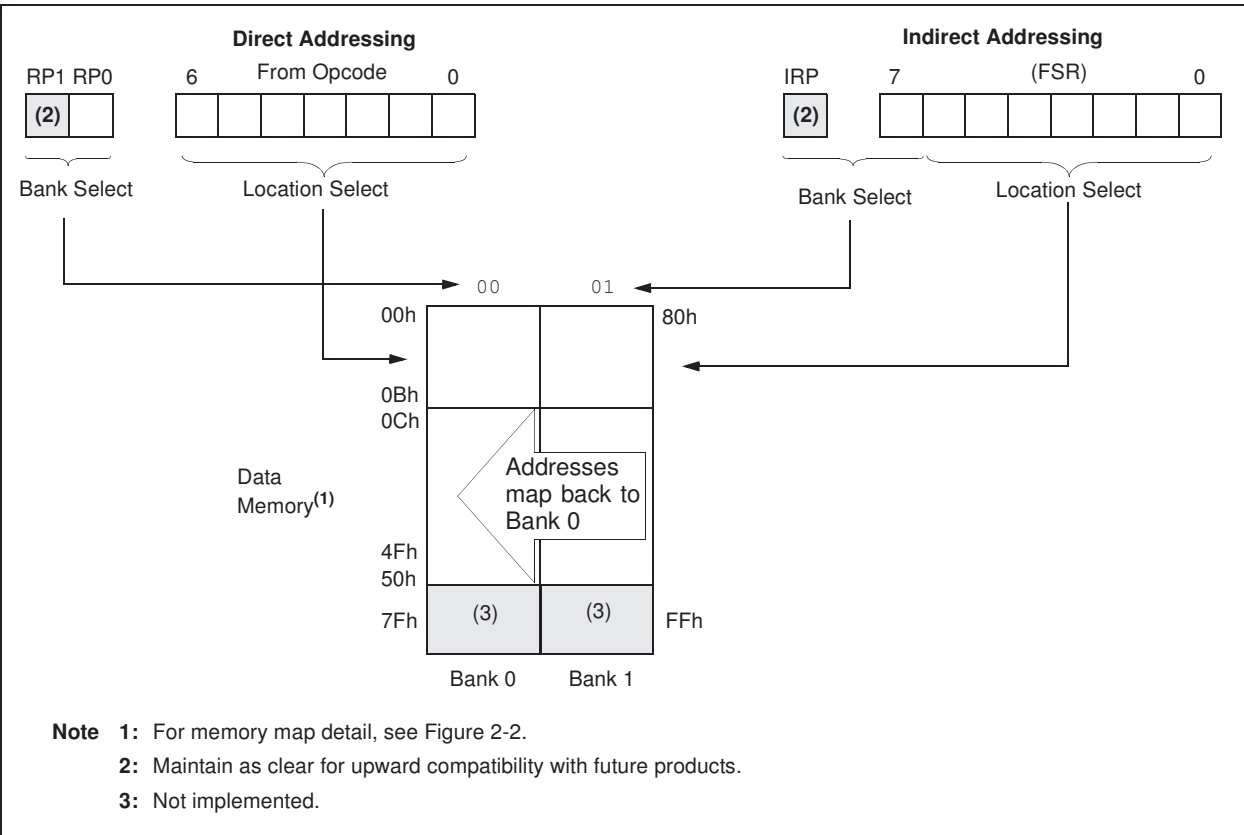 Direct Addressing
RP1 RP0 6 From Opcode 0
(2)
Bank Select Location Select
Indirect Addressing
IRP 7 (FSR) 0
(2)
Bank Select Location Select
00 01
00h 80h
0Bh
0Ch
Data
Memory(1)
Addresses
map back to
Bank 0
4Fh
50h
7Fh (3) (3) FFh
Bank 0 Bank 1
Note 1: For memory map detail, see Figure 2-2.
2: Maintain as clear for upward compatibility with future products.
3: Not implemented.